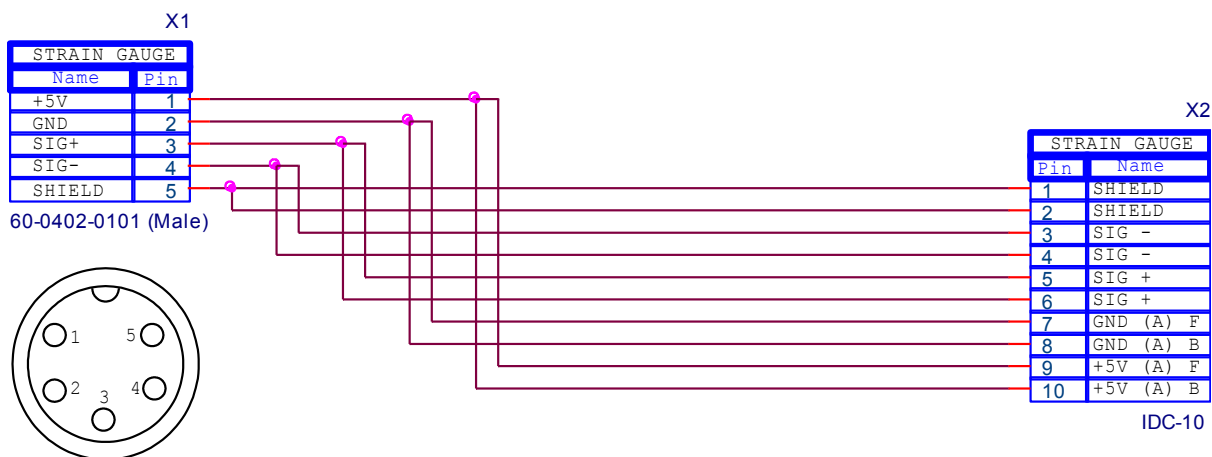 X1
STRAIN GAUGE
Name Pin
+5V 1
GND 2
SIG+ 3
SIG- 4
SHIELD 5
60-0402-0101 (Male)
1 5
2 3 4
X2
STRAIN GAUGE
Pin Name
1 SHIELD
2 SHIELD
3 SIG -
4 SIG -
5 SIG +
6 SIG +
7 GND (A) F
8 GND (A) B
9 +5V (A) F
10 +5V (A) B
IDC-10